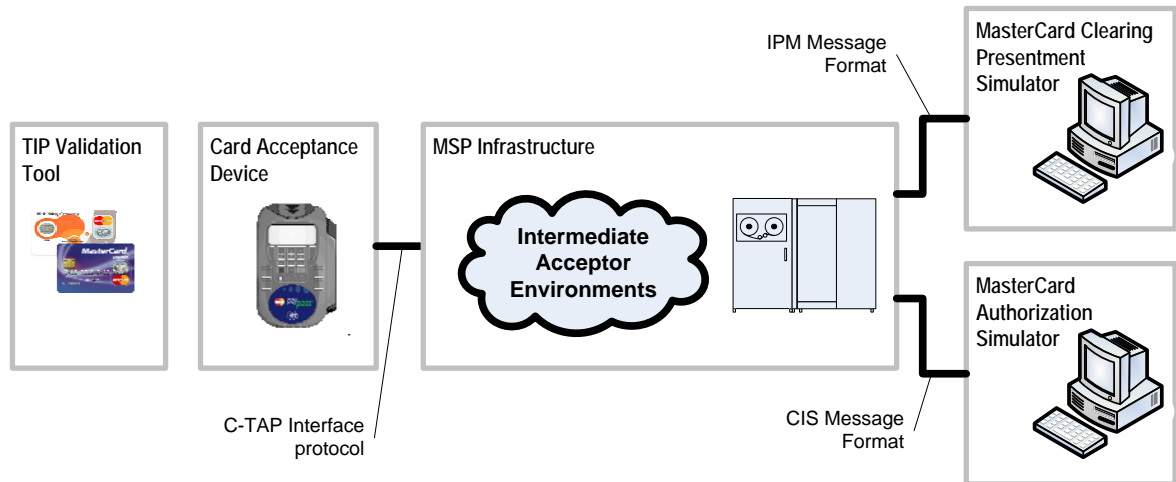 IPM Message
Format
MasterCard Clearing
Presentment
Simulator
TIP Validation
Tool
Card Acceptance
Device
MSP Infrastructure
Intermediate
Acceptor
Environments
MasterCard
Authorization
Simulator
C-TAP Interface
protocol
CIS Message
Format
MasterCard